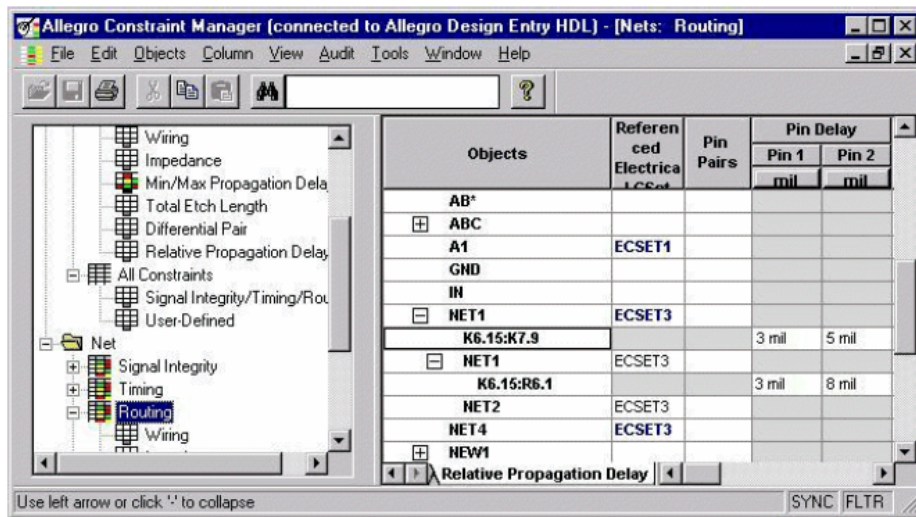 Allegro Constraint Manager (connected to Allegro Design Entry HDL) - [Nets: Routing]
File Edit Objects Column View Audit Tools Window Help
Wiring
Impedance
Min/Max Propagation Dela
Total Etch Length
Differential Pair
Relative Propagation Delay
All Constraints
Signal Integrity/Timing/Rou
User-Defined
Net
Signal Integrity
Timing
Routing
Wiring
Objects
Referen
ced
Electrica
l CSet
Pin
Pairs
Pin Delay
Pin 1 Pin 2
mil mil
AB*
ABC
A1 ECSET1
GND
IN
NET1 ECSET3
K6.15:K7.9 3 mil 5 mil
NET1 ECSET3
K6.15:R6.1 3 mil 8 mil
NET2 ECSET3
NET4 ECSET3
NEW1
Relative Propagation Delay
Use left arrow or click '-' to collapse
SYNC FLTR